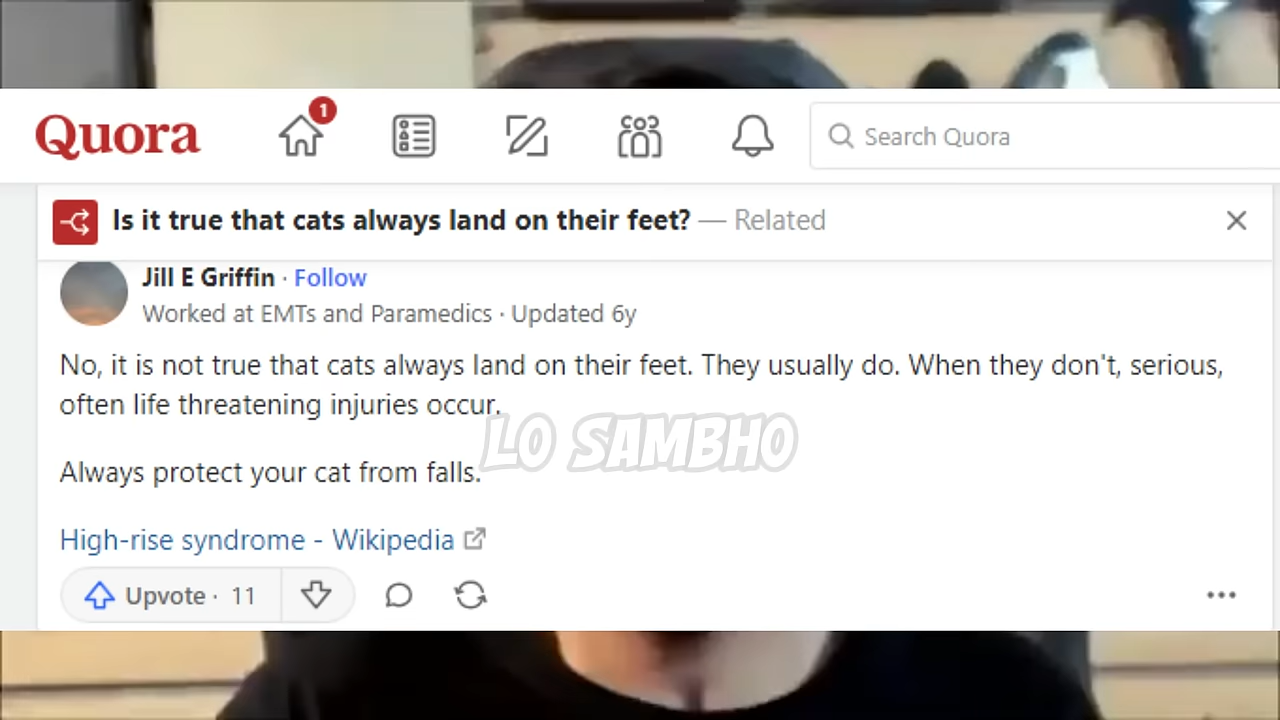 Quora
1
Search Quora
Is it true that cats always land on their feet? — Related
Jill E Griffin · Follow
Worked at EMTs and Paramedics · Updated 6y
No, it is not true that cats always land on their feet. They usually do. When they don't, serious,
often life threatening injuries occur.
LO SAMBHO
Always protect your cat from falls.
High-rise syndrome - Wikipedia
Upvote · 11